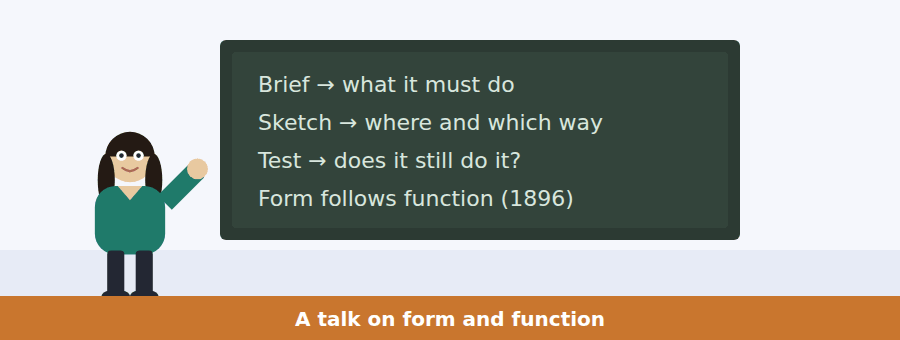 Brief → what it must do
Sketch → where and which way
Test → does it still do it?
Form follows function (1896)
A talk on form and function